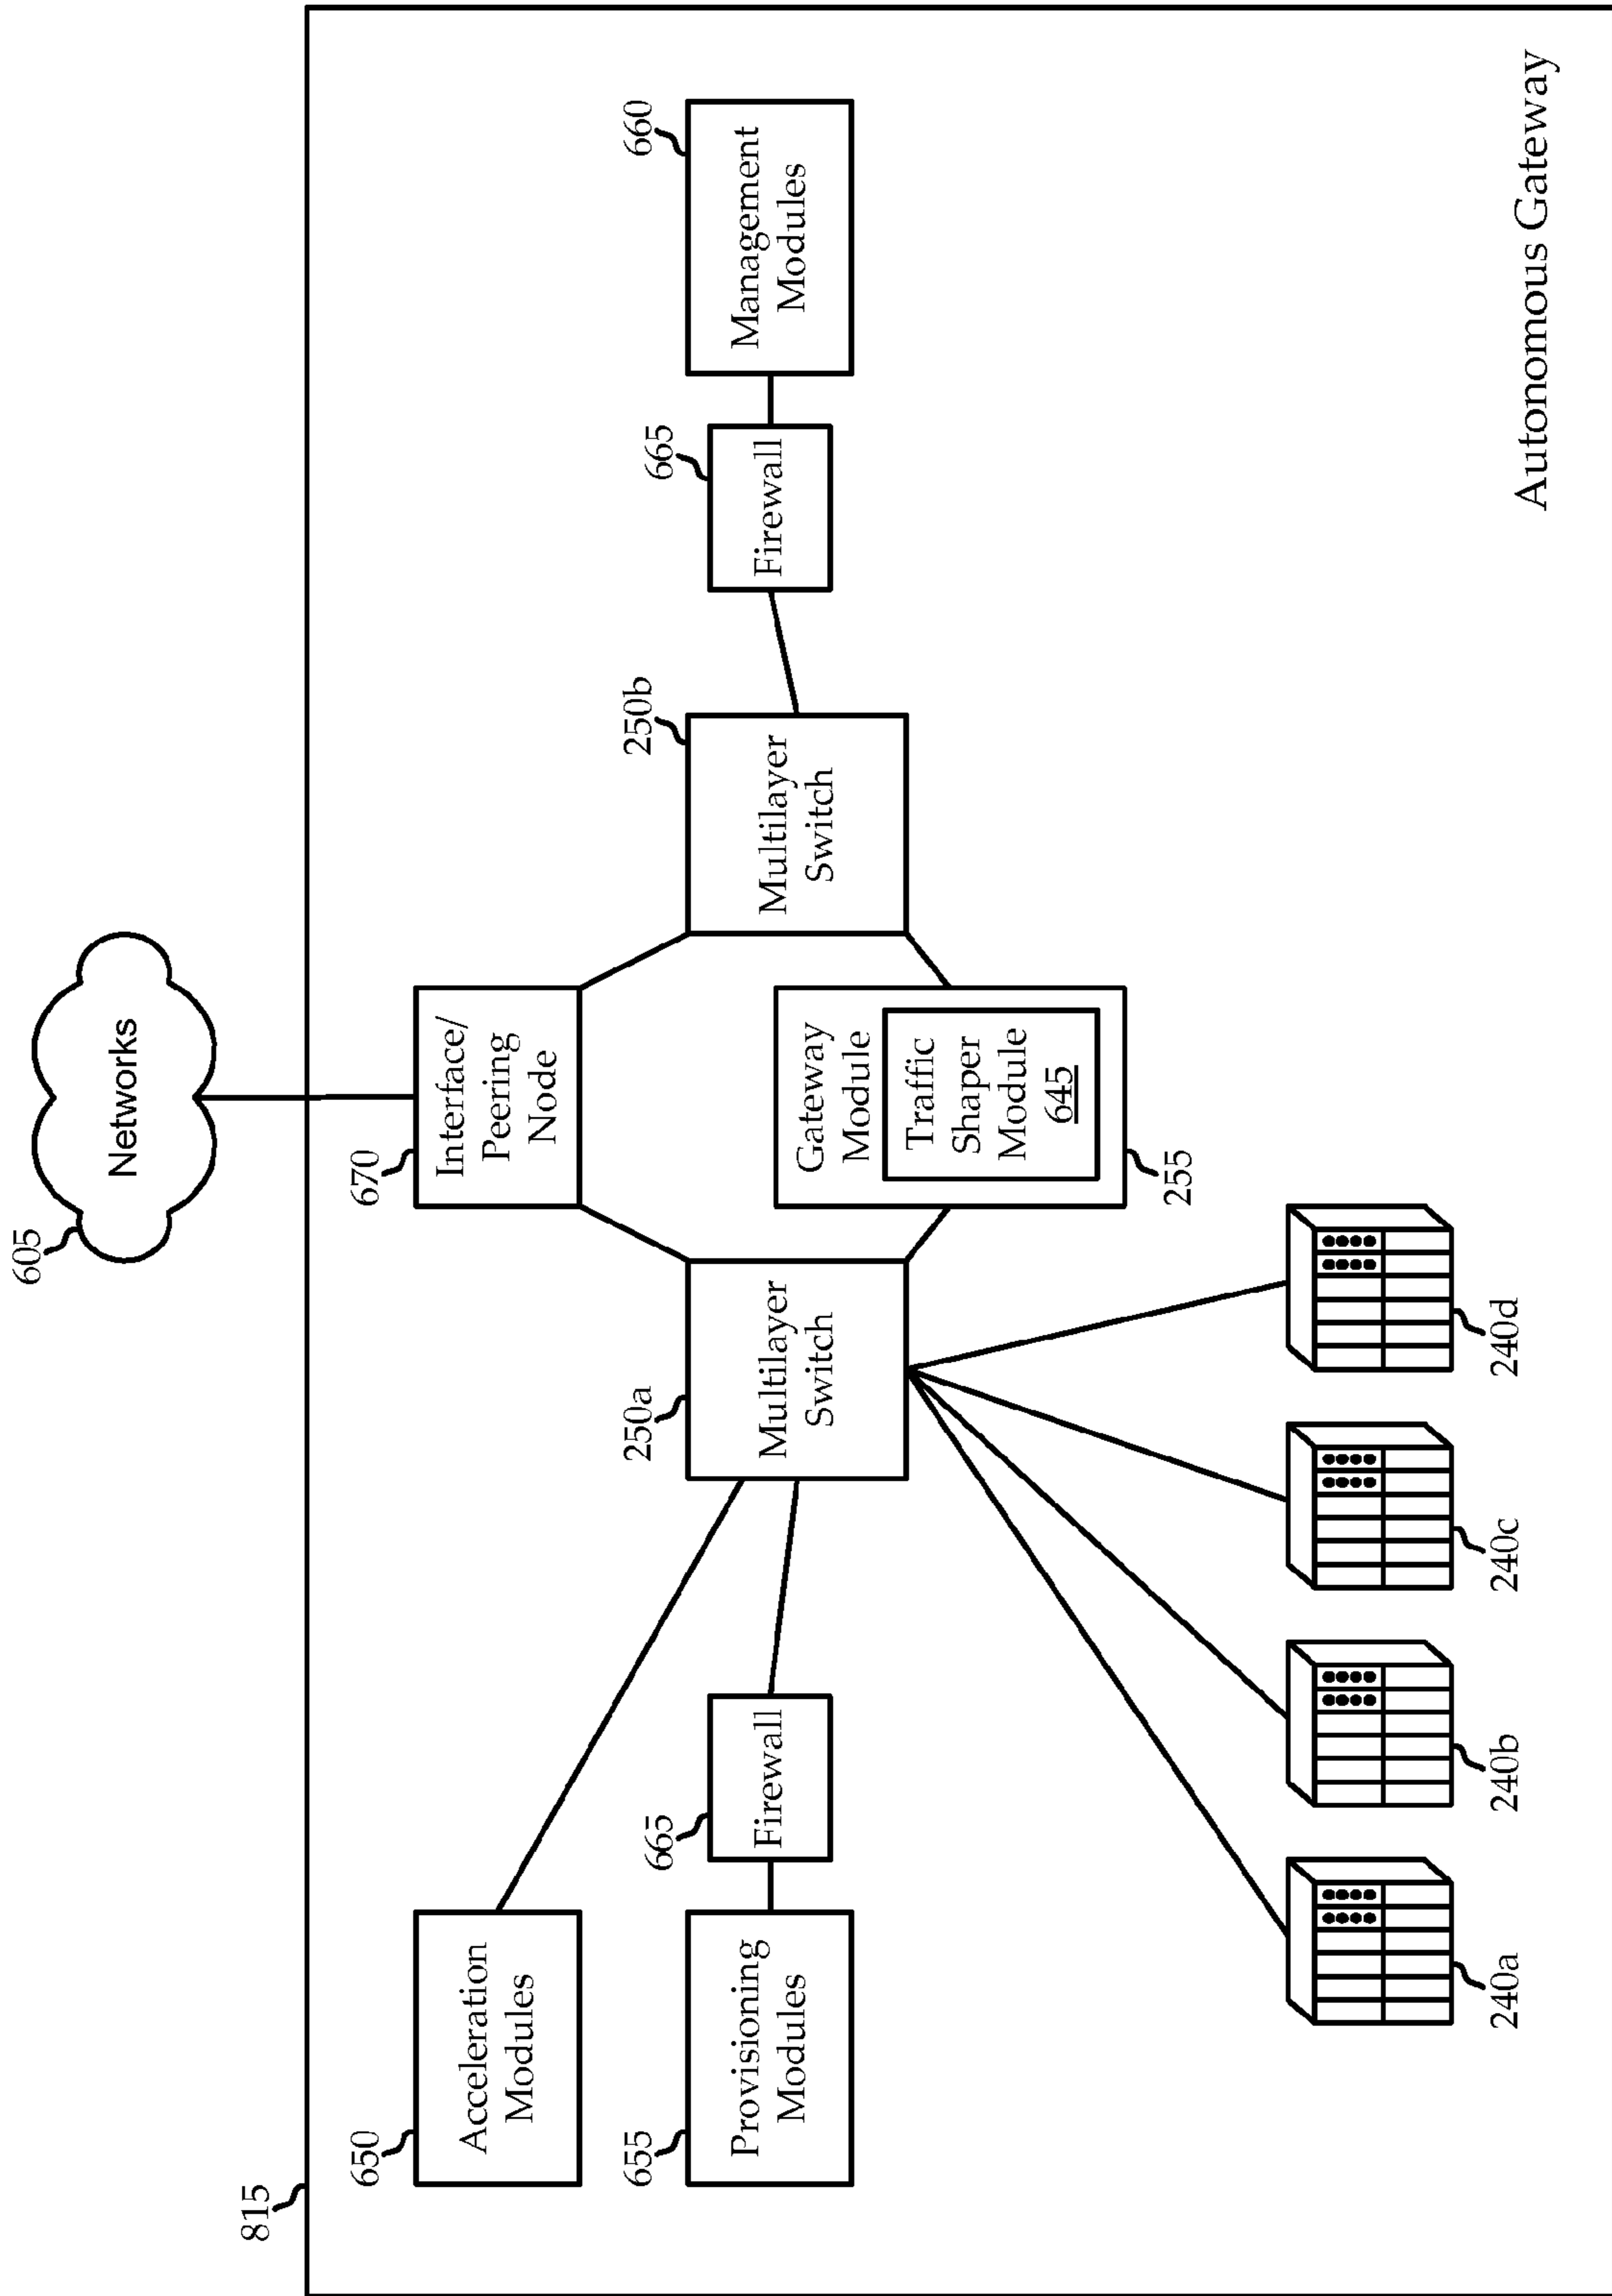 605
Networks
815
670
Interface/
Peering
Node
650
Acceleration
Modules
655
Provisioning
Modules
665
Firewall
250a
Multilayer
Switch
Gateway
Module
Traffic
Shaper
Module
645
255
250b
Multilayer
Switch
665
Firewall
660
Management
Modules
240a
240b
240c
240d
Autonomous Gateway